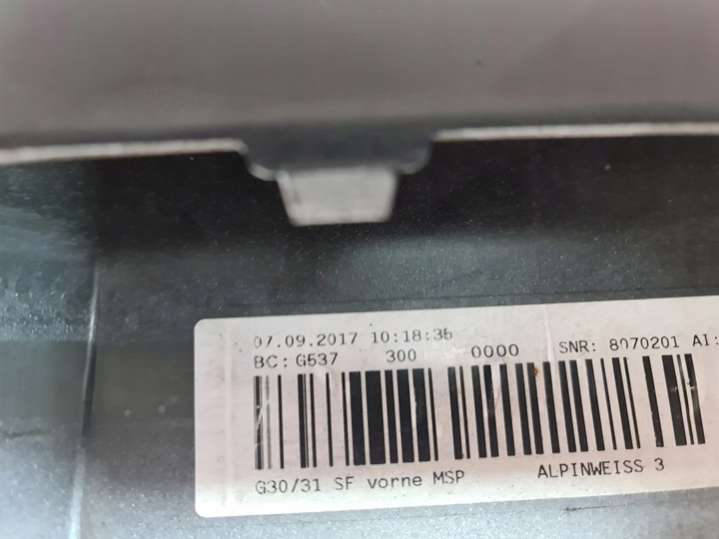 07.09.2017 10:18:36
BC: G537 300 0000 SNR: 8070201 AI:
G30/31 SF vorne MSP ALPINWEISS 3